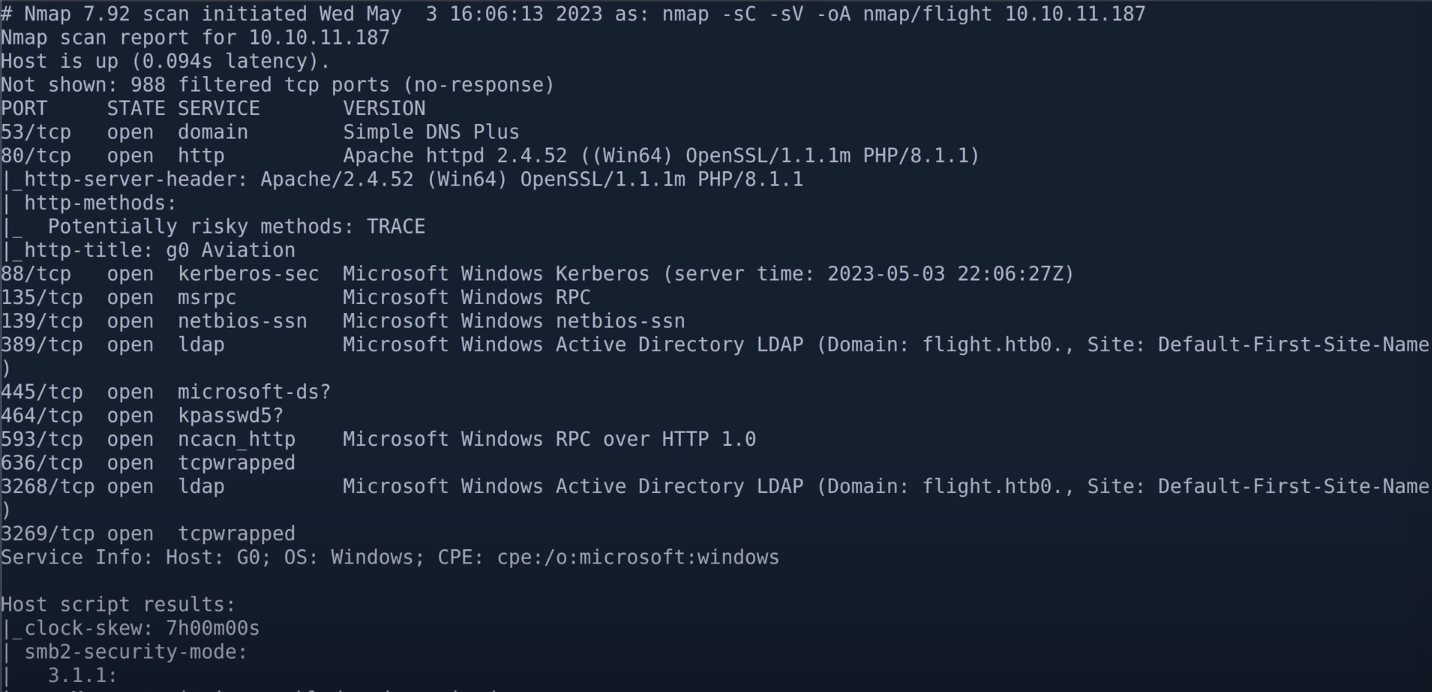 # Nmap 7.92 scan initiated Wed May  3 16:06:13 2023 as: nmap -sC -sV -oA nmap/flight 10.10.11.187
Nmap scan report for 10.10.11.187
Host is up (0.094s latency).
Not shown: 988 filtered tcp ports (no-response)
PORT     STATE SERVICE       VERSION
53/tcp   open  domain        Simple DNS Plus
80/tcp   open  http          Apache httpd 2.4.52 ((Win64) OpenSSL/1.1.1m PHP/8.1.1)
|_http-server-header: Apache/2.4.52 (Win64) OpenSSL/1.1.1m PHP/8.1.1
| http-methods:
|_  Potentially risky methods: TRACE
|_http-title: g0 Aviation
88/tcp   open  kerberos-sec  Microsoft Windows Kerberos (server time: 2023-05-03 22:06:27Z)
135/tcp  open  msrpc         Microsoft Windows RPC
139/tcp  open  netbios-ssn   Microsoft Windows netbios-ssn
389/tcp  open  ldap          Microsoft Windows Active Directory LDAP (Domain: flight.htb0., Site: Default-First-Site-Name
)
445/tcp  open  microsoft-ds?
464/tcp  open  kpasswd5?
593/tcp  open  ncacn_http    Microsoft Windows RPC over HTTP 1.0
636/tcp  open  tcpwrapped
3268/tcp open  ldap          Microsoft Windows Active Directory LDAP (Domain: flight.htb0., Site: Default-First-Site-Name
)
3269/tcp open  tcpwrapped
Service Info: Host: G0; OS: Windows; CPE: cpe:/o:microsoft:windows

Host script results:
|_clock-skew: 7h00m00s
| smb2-security-mode:
|   3.1.1: